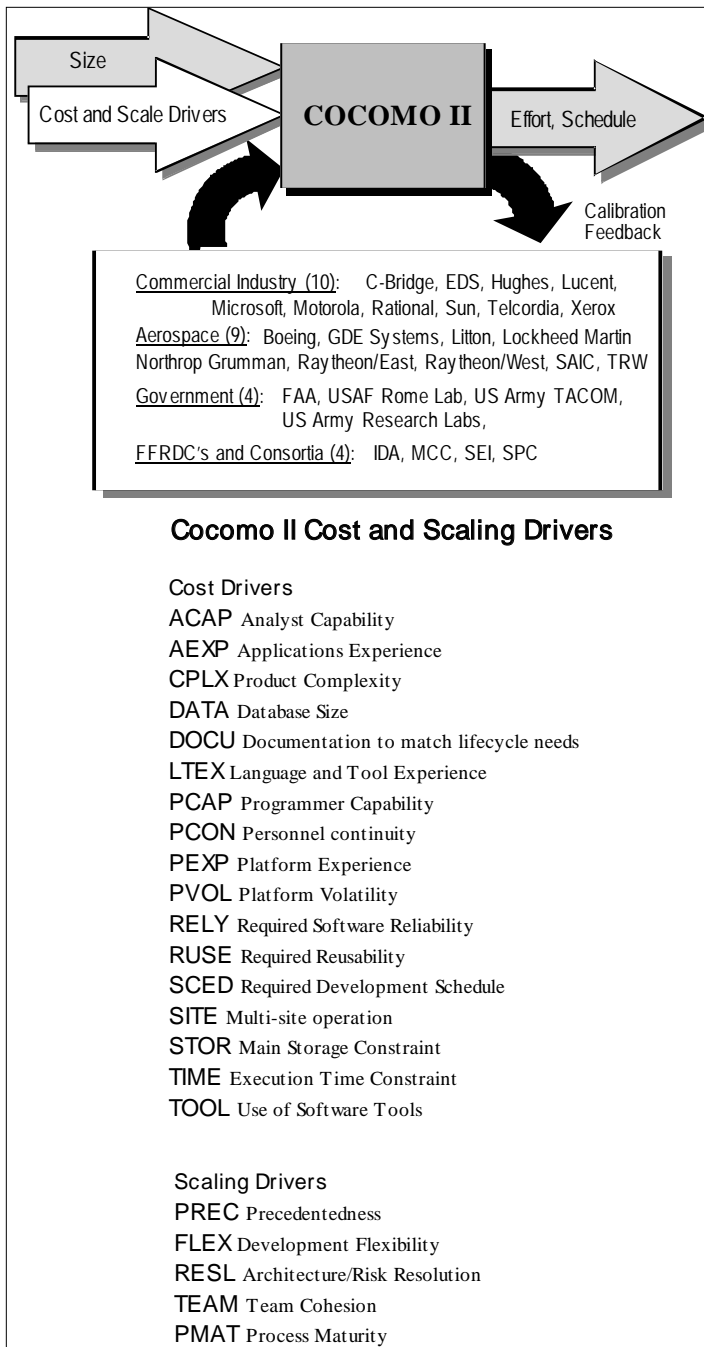 Size
Cost and Scale Drivers
COCOMO II
Effort, Schedule
Calibration
Feedback
Commercial Industry (10): C-Bridge, EDS, Hughes, Lucent,
Microsoft, Motorola, Rational, Sun, Telcordia, Xerox
Aerospace (9): Boeing, GDE Systems, Litton, Lockheed Martin
Northrop Grumman, Raytheon/East, Raytheon/West, SAIC, TRW
Government (4): FAA, USAF Rome Lab, US Army TACOM,
US Army Research Labs,
FFRDC's and Consortia (4): IDA, MCC, SEI, SPC
Cocomo II Cost and Scaling Drivers
Cost Drivers
ACAP Analyst Capability
AEXP Applications Experience
CPLX Product Complexity
DATA Database Size
DOCU Documentation to match lifecycle needs
LTEX Language and Tool Experience
PCAP Programmer Capability
PCON Personnel continuity
PEXP Platform Experience
PVOL Platform Volatility
RELY Required Software Reliability
RUSE Required Reusability
SCED Required Development Schedule
SITE Multi-site operation
STOR Main Storage Constraint
TIME Execution Time Constraint
TOOL Use of Software Tools
Scaling Drivers
PREC Precedentedness
FLEX Development Flexibility
RESL Architecture/Risk Resolution
TEAM Team Cohesion
PMAT Process Maturity